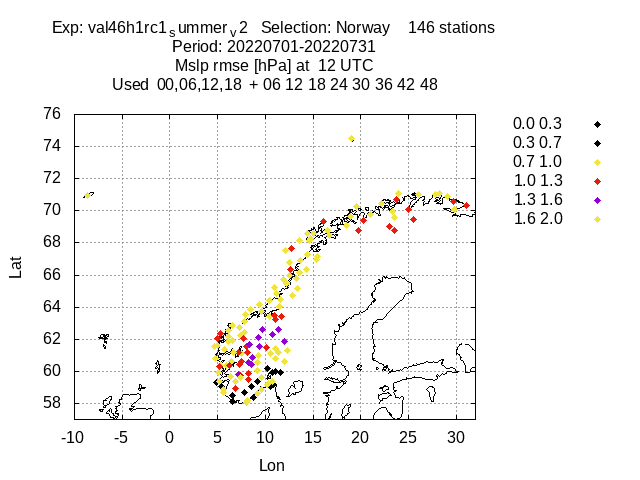 Exp: val46h1rc1summerv2 Selection: Norway 146 stations
Period: 20220701-20220731
Mslp rmse [hPa] at 12 UTC
Used 00,06,12,18 + 06 12 18 24 30 36 42 48
0.0 0.3
0.3 0.7
0.7 1.0
1.0 1.3
1.3 1.6
1.6 2.0
76
74
72
70
68
66
64
62
60
58
Lat
-10 -5 0 5 10 15 20 25 30
Lon